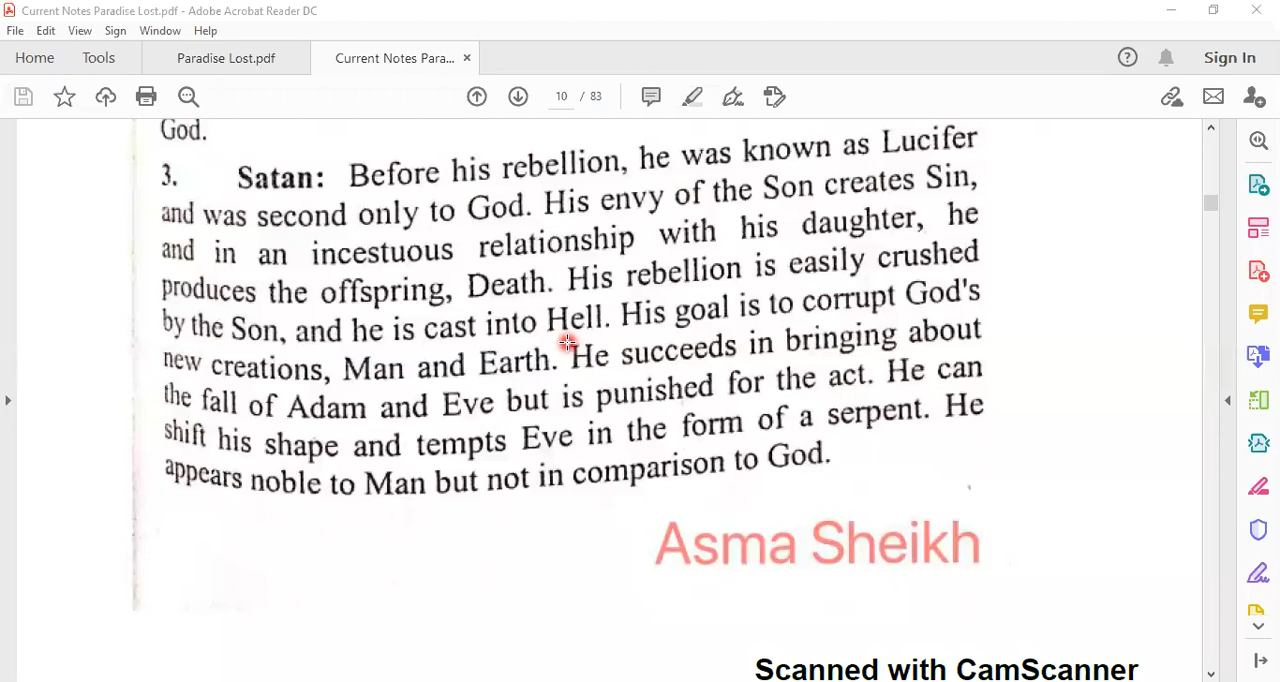 Current Notes Paradise Lost.pdf - Adobe Acrobat Reader DC
File Edit View Sign Window Help
Home Tools Paradise Lost.pdf Current Notes Para... × Sign In
10 / 83
God.
3. Satan: Before his rebellion, he was known as Lucifer
and was second only to God. His envy of the Son creates Sin,
and in an incestuous relationship with his daughter, he
produces the offspring, Death. His rebellion is easily crushed
by the Son, and he is cast into Hell. His goal is to corrupt God's
new creations, Man and Earth. He succeeds in bringing about
the fall of Adam and Eve but is punished for the act. He can
shift his shape and tempts Eve in the form of a serpent. He
appears noble to Man but not in comparison to God.
Asma Sheikh
Scanned with CamScanner